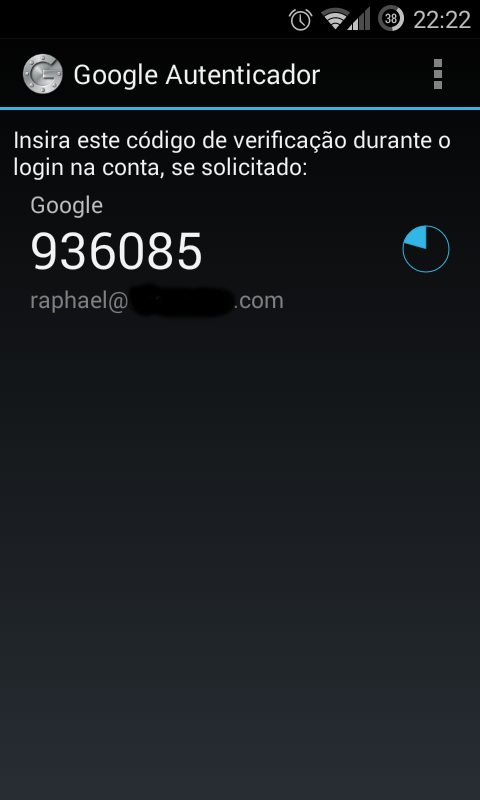 38 22:22
Google Autenticador
Insira este código de verificação durante o
login na conta, se solicitado:
Google
936085
raphael@ .com